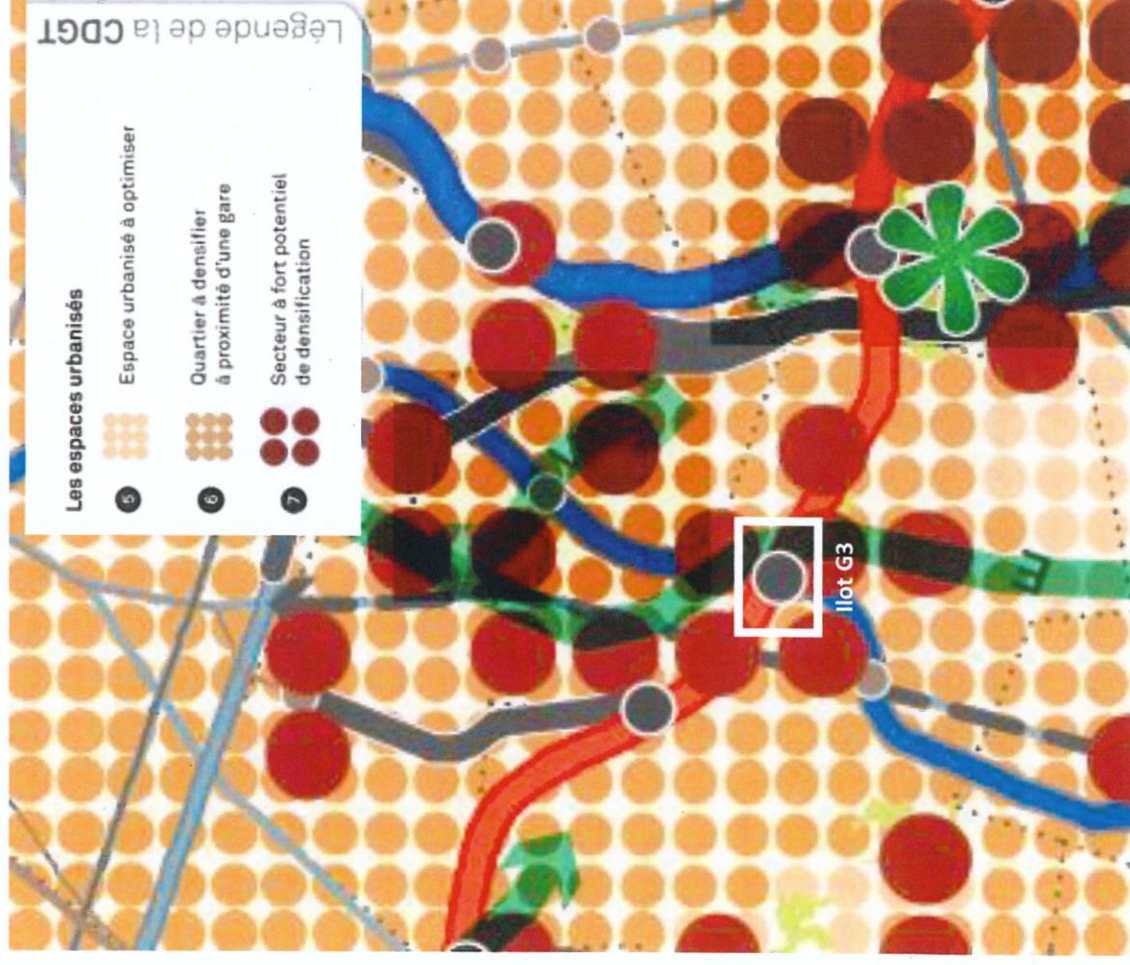 Légende de la CDGT
Les espaces urbanisés
5
Espace urbanisé à optimiser
6
Quartier à densifier
à proximité d'une gare
7
Secteur à fort potentiel
de densification
Ilot G3
E